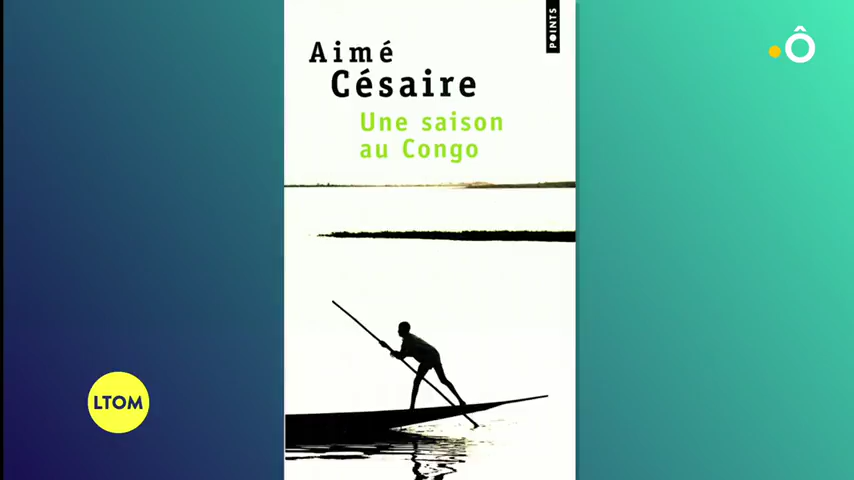 POINTS
Aimé
Césaire
Une saison
au Congo
Ô
LTOM